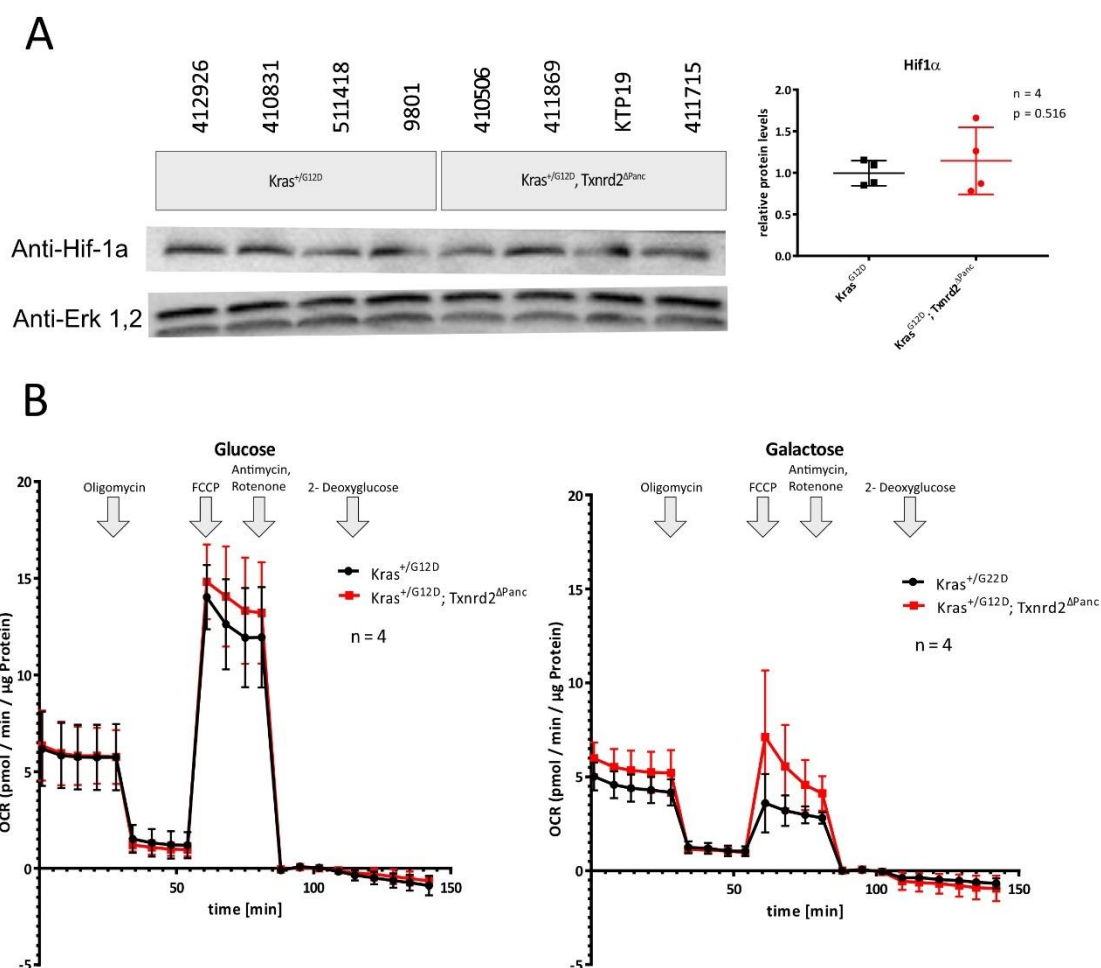 A
412926
410831
511418
9801
410506
411869
KTP19
411715
Kras+/G12D
Kras+/G12D, Txnrd2ΔPanc
Anti-Hif-1a
Anti-Erk 1,2
Hif1α
n = 4
p = 0.516
relative protein levels
2.0
1.5
1.0
0.5
0.0
KrasG12D
KrasG12D; Txnrd2ΔPanc
B
Glucose
Oligomycin
FCCP
Antimycin,
Rotenone
2- Deoxyglucose
Kras+/G12D
Kras+/G12D; Txnrd2ΔPanc
n = 4
OCR (pmol / min / µg Protein)
20
15
10
5
0
-5
50
100
150
time [min]
Galactose
Oligomycin
FCCP
Antimycin,
Rotenone
2- Deoxyglucose
Kras+/G22D
Kras+/G12D; Txnrd2ΔPanc
n = 4
OCR (pmol / min / µg Protein)
20
15
10
5
0
-5
50
100
150
time [min]